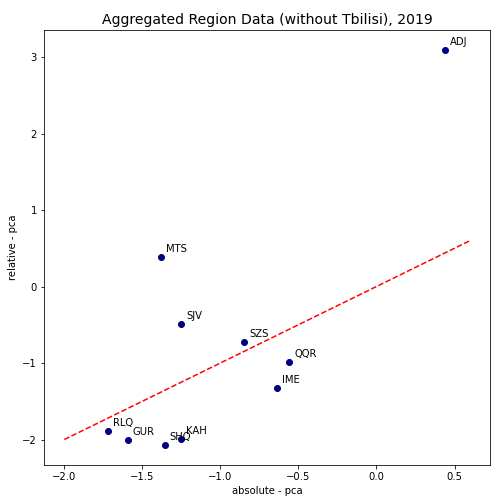 Aggregated Region Data (without Tbilisi), 2019
3
2
1
0
−1
−2
relative - pca
ADJ
MTS
SJV
SZS
QQR
IME
RLQ
GUR
SHQ
KAH
−2.0
−1.5
−1.0
−0.5
0.0
0.5
absolute - pca